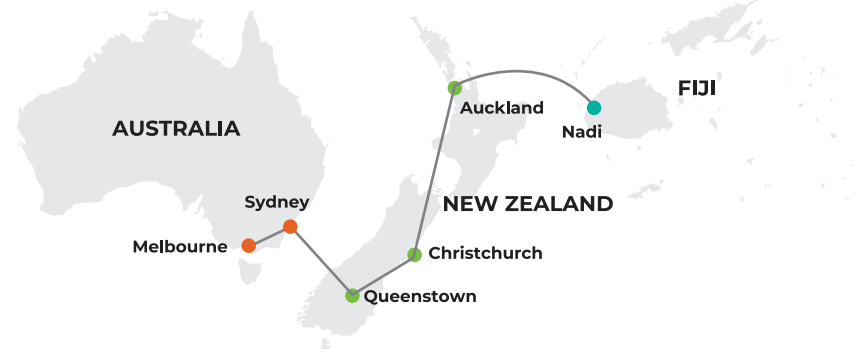 FIJI
Auckland
AUSTRALIA
Nadi
Sydney
NEW ZEALAND
Melbourne
Christchurch
Queenstown